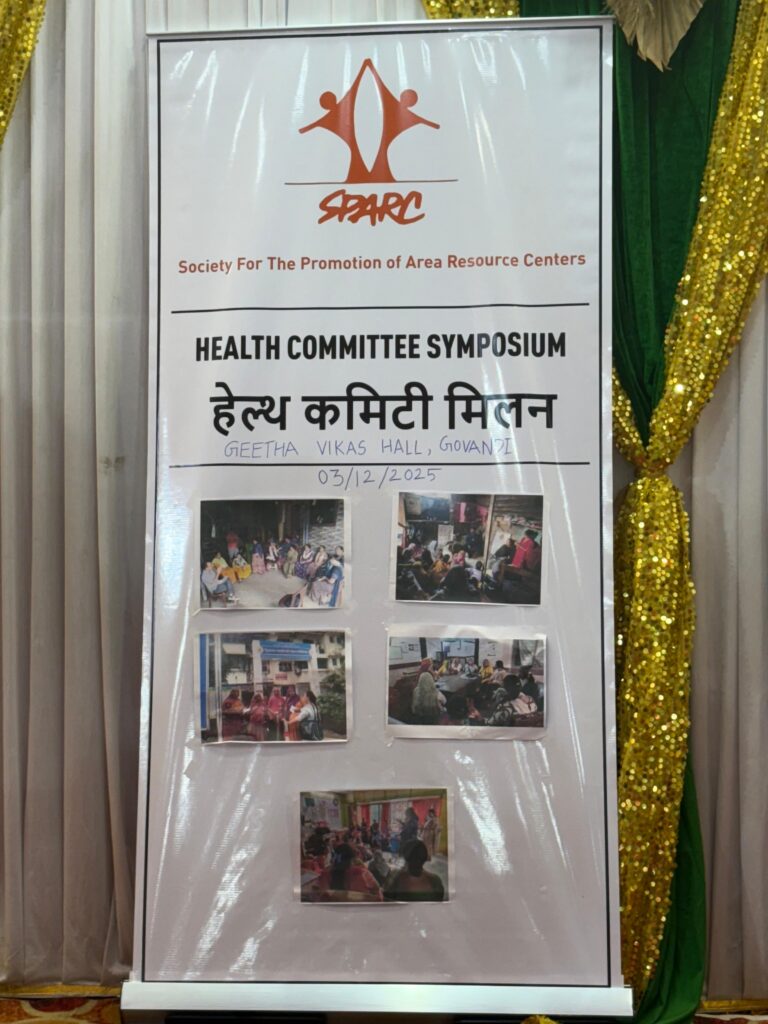 SPARC
Society For The Promotion of Area Resource Centers
HEALTH COMMITTEE SYMPOSIUM
हेल्थ कमिटी मिलन
GEETHA VIKAS HALL, GOVANDI
03/12/2025